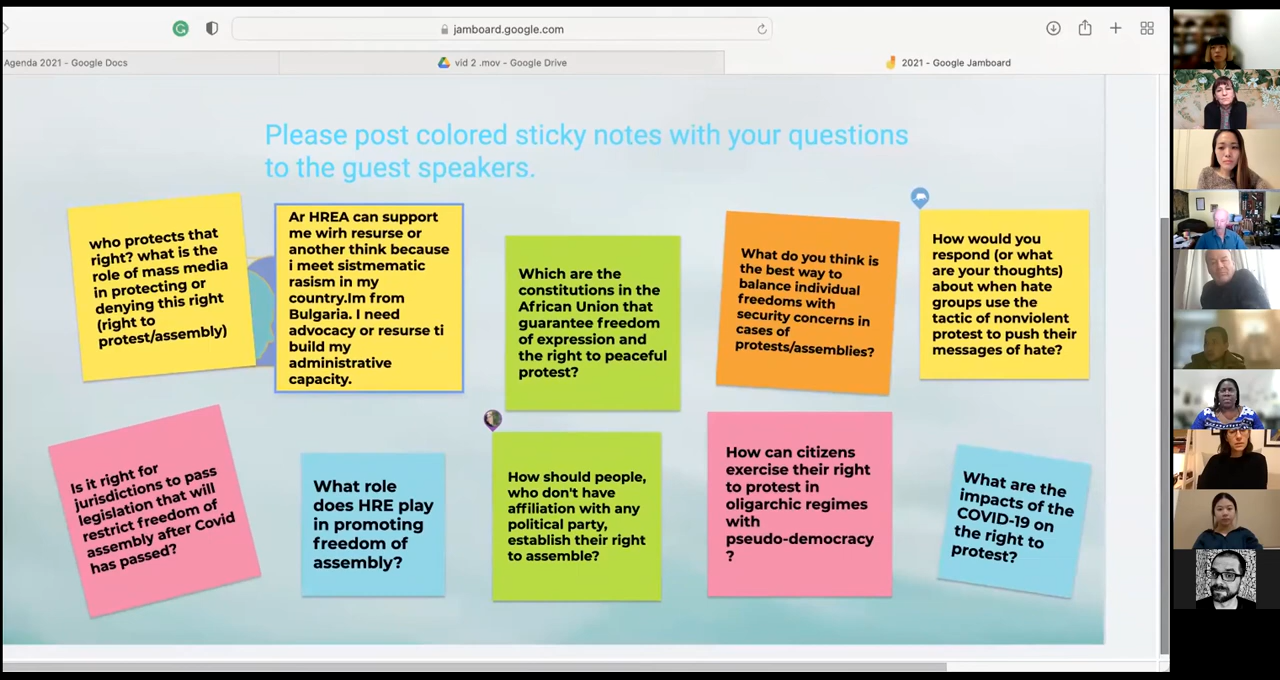 jamboard.google.com
Agenda 2021 - Google Docs
vid 2 .mov - Google Drive
2021 - Google Jamboard
Please post colored sticky notes with your questions
to the guest speakers.
who protects that
right? what is the
role of mass media
in protecting or
denying this right
(right to
protest/assembly)
Ar HREA can support
me wirh resurse or
another think because
i meet sistmematic
rasism in my
country.Im from
Bulgaria. I need
advocacy or resurse ti
build my
administrative
capacity.
Which are the
constitutions in the
African Union that
guarantee freedom
of expression and
the right to peaceful
protest?
What do you think is
the best way to
balance individual
freedoms with
security concerns in
cases of
protests/assemblies?
How would you
respond (or what
are your thoughts)
about when hate
groups use the
tactic of nonviolent
protest to push their
messages of hate?
Is it right for
jurisdictions to pass
legislation that will
restrict freedom of
assembly after Covid
has passed?
What role
does HRE play
in promoting
freedom of
assembly?
How should people,
who don't have
affiliation with any
political party,
establish their right
to assemble?
How can citizens
exercise their right
to protest in
oligarchic regimes
with
pseudo-democracy
?
What are the
impacts of the
COVID-19 on
the right to
protest?